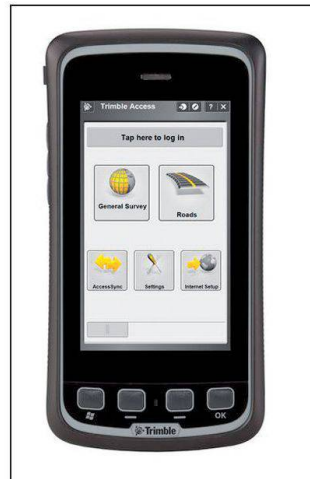 Trimble Access
? ×
Tap here to log in
General Survey
Roads
AccessSync
Settings
Internet Setup
OK
Trimble